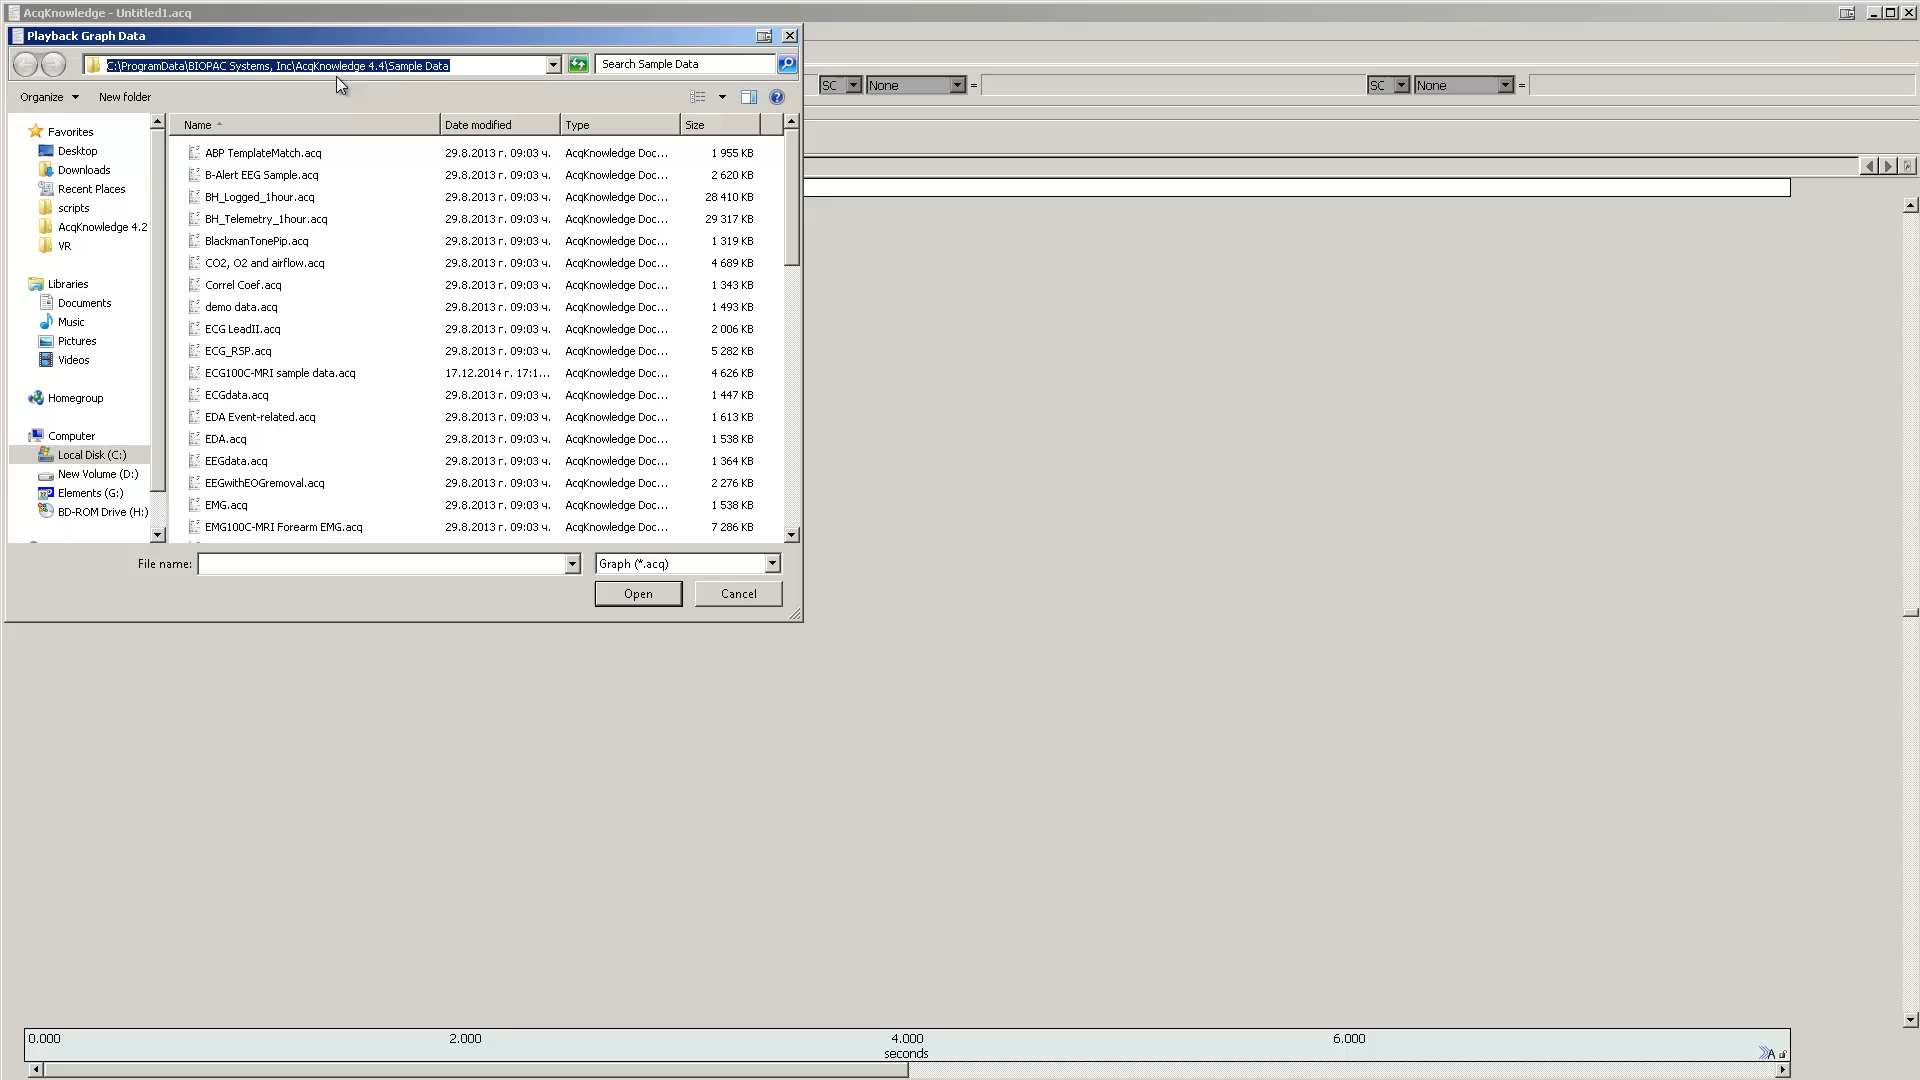 AcqKnowledge - Untitled1.acq
Playback Graph Data
C:\ProgramData\BIOPAC Systems, Inc\AcqKnowledge 4.4\Sample Data
Search Sample Data
SC None =
SC None =
Organize New folder
Name Date modified Type Size
Favorites
Desktop
Downloads
Recent Places
scripts
AcqKnowledge 4.2
VR
Libraries
Documents
Music
Pictures
Videos
Homegroup
Computer
Local Disk (C:)
New Volume (D:)
Elements (G:)
BD-ROM Drive (H:)
ABP TemplateMatch.acq 29.8.2013 г. 09:03 ч. AcqKnowledge Doc... 1 955 KB
B-Alert EEG Sample.acq 29.8.2013 г. 09:03 ч. AcqKnowledge Doc... 2 620 KB
BH_Logged_1hour.acq 29.8.2013 г. 09:03 ч. AcqKnowledge Doc... 28 410 KB
BH_Telemetry_1hour.acq 29.8.2013 г. 09:03 ч. AcqKnowledge Doc... 29 317 KB
BlackmanTonePip.acq 29.8.2013 г. 09:03 ч. AcqKnowledge Doc... 1 319 KB
CO2, O2 and airflow.acq 29.8.2013 г. 09:03 ч. AcqKnowledge Doc... 4 689 KB
Correl Coef.acq 29.8.2013 г. 09:03 ч. AcqKnowledge Doc... 1 343 KB
demo data.acq 29.8.2013 г. 09:03 ч. AcqKnowledge Doc... 1 493 KB
ECG LeadII.acq 29.8.2013 г. 09:03 ч. AcqKnowledge Doc... 2 006 KB
ECG_RSP.acq 29.8.2013 г. 09:03 ч. AcqKnowledge Doc... 5 282 KB
ECG100C-MRI sample data.acq 17.12.2014 г. 17:1... AcqKnowledge Doc... 4 626 KB
ECGdata.acq 29.8.2013 г. 09:03 ч. AcqKnowledge Doc... 1 447 KB
EDA Event-related.acq 29.8.2013 г. 09:03 ч. AcqKnowledge Doc... 1 613 KB
EDA.acq 29.8.2013 г. 09:03 ч. AcqKnowledge Doc... 1 538 KB
EEGdata.acq 29.8.2013 г. 09:03 ч. AcqKnowledge Doc... 1 364 KB
EEGwithEOGremoval.acq 29.8.2013 г. 09:03 ч. AcqKnowledge Doc... 2 276 KB
EMG.acq 29.8.2013 г. 09:03 ч. AcqKnowledge Doc... 1 538 KB
EMG100C-MRI Forearm EMG.acq 29.8.2013 г. 09:03 ч. AcqKnowledge Doc... 7 286 KB
File name: Graph (*.acq)
Open Cancel
0.000 2.000 4.000 6.000
seconds
A